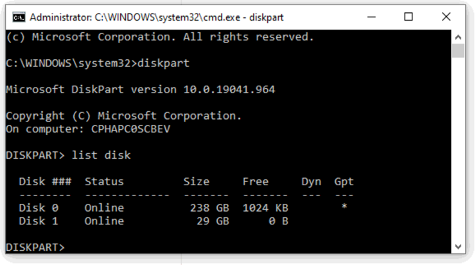 Administrator: C:\WINDOWS\system32\cmd.exe - diskpart
(c) Microsoft Corporation. All rights reserved.
C:\WINDOWS\system32>diskpart
Microsoft DiskPart version 10.0.19041.964
Copyright (C) Microsoft Corporation.
On computer: CPHAPC0SCBEV
DISKPART> list disk
Disk ###  Status         Size     Free     Dyn  Gpt
--------  -------------  -------  -------  ---  ---
Disk 0    Online          238 GB  1024 KB        *
Disk 1    Online           29 GB      0 B
DISKPART>